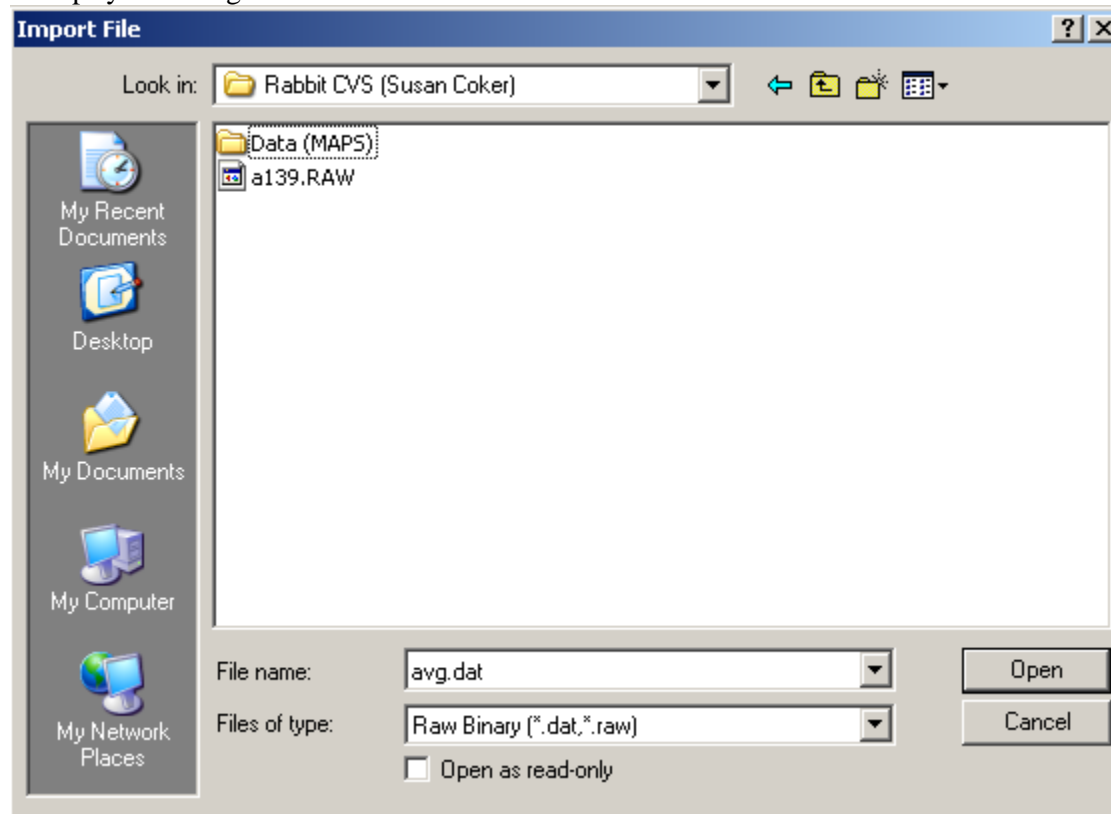 Import File
Look in: Rabbit CVS (Susan Coker)
Data (MAPS)
a139.RAW
My Recent
Documents
Desktop
My Documents
My Computer
My Network
Places
File name: avg.dat Open
Files of type: Raw Binary (*.dat,*.raw) Cancel
Open as read-only